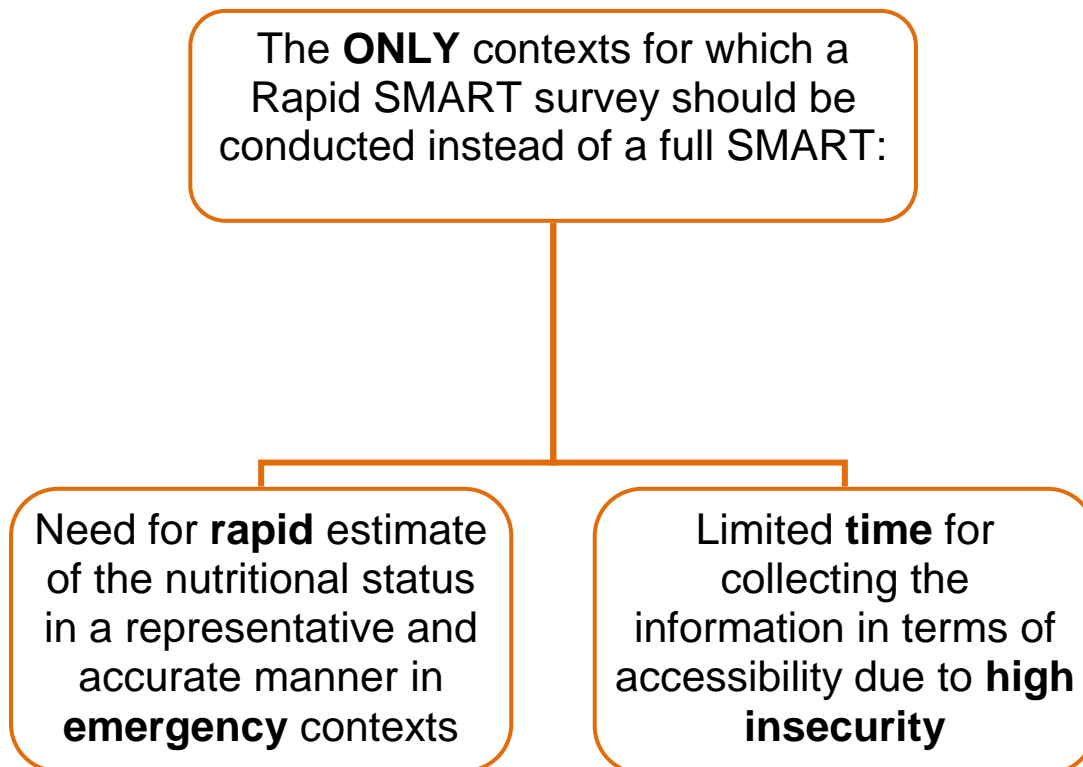 The ONLY contexts for which a
Rapid SMART survey should be
conducted instead of a full SMART:
Need for rapid estimate
of the nutritional status
in a representative and
accurate manner in
emergency contexts
Limited time for
collecting the
information in terms of
accessibility due to high
insecurity